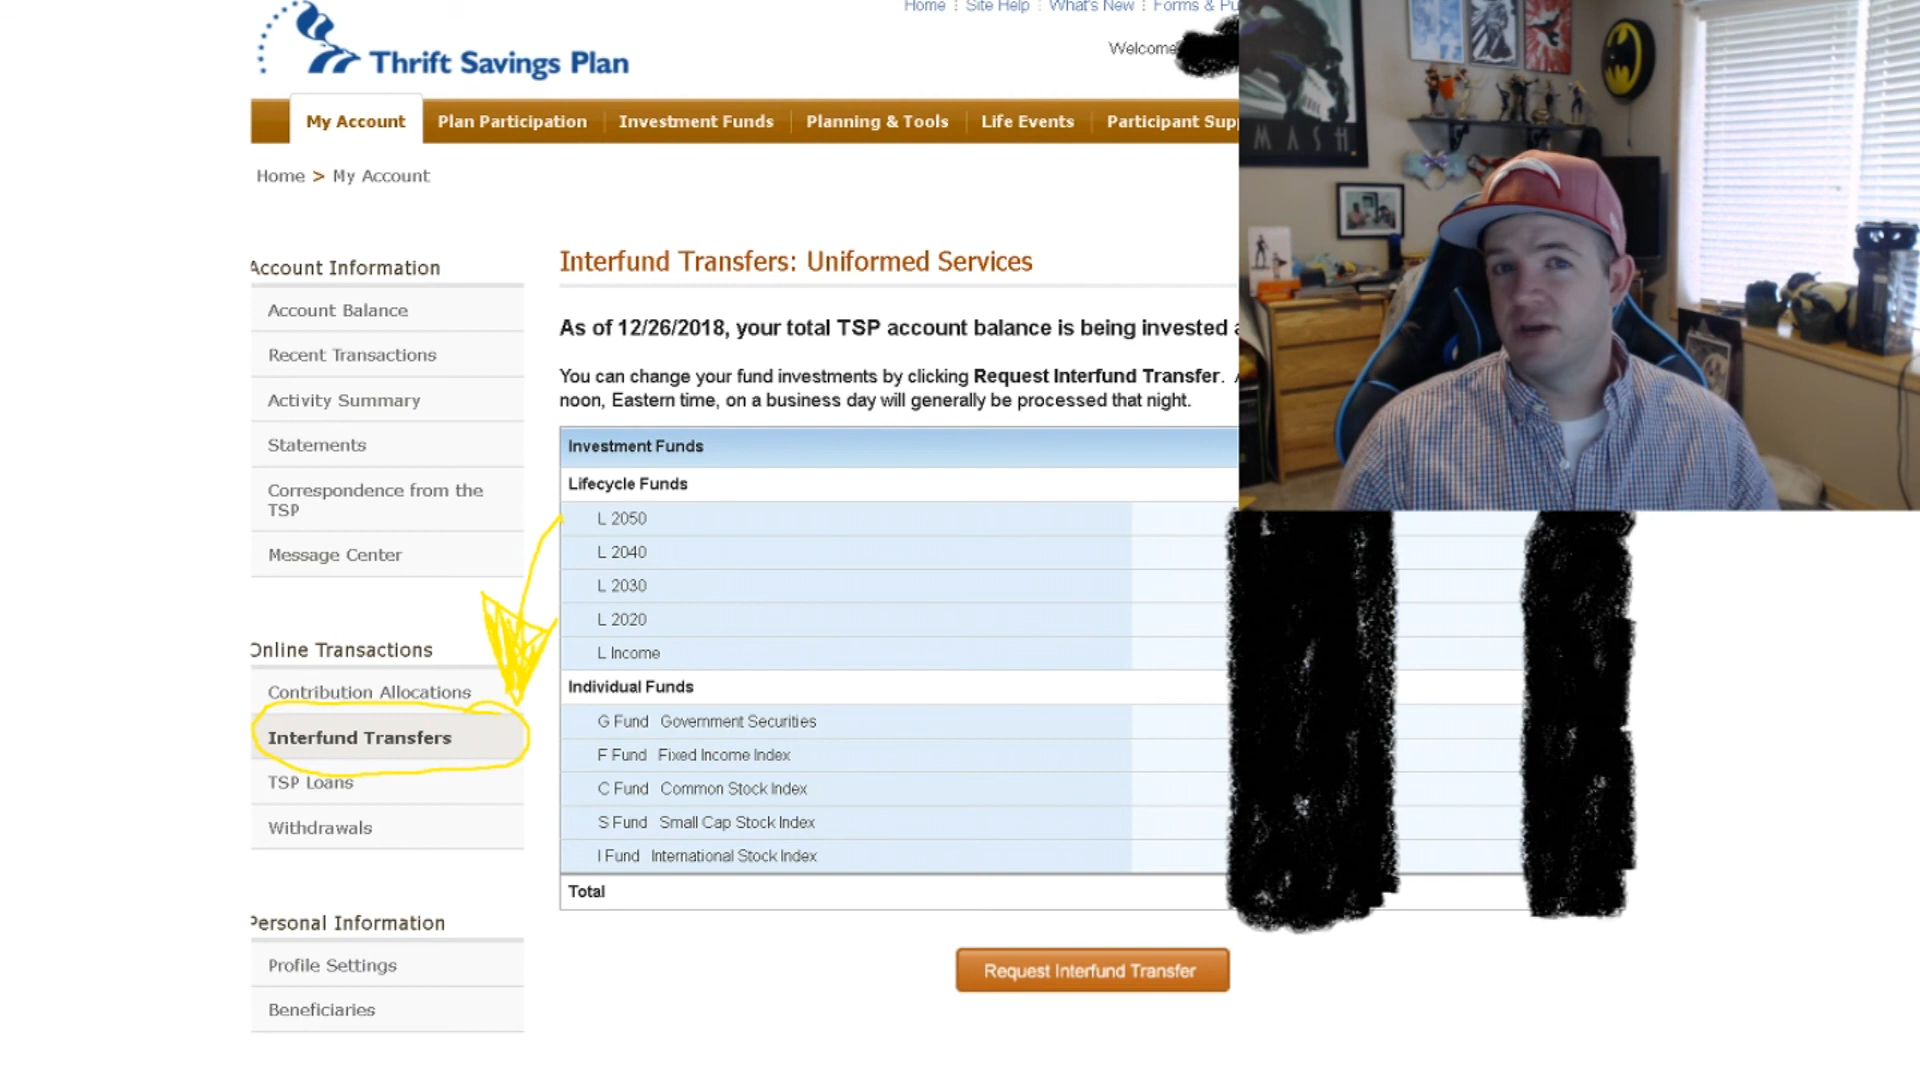 Home : Site Help : What's New : Forms &
Thrift Savings Plan
Welcome
My Account Plan Participation Investment Funds Planning & Tools Life Events Participant
Home > My Account
Account Information
Account Balance
Recent Transactions
Activity Summary
Statements
Correspondence from the
TSP
Message Center
Online Transactions
Contribution Allocations
Interfund Transfers
TSP Loans
Withdrawals
Personal Information
Profile Settings
Beneficiaries
Interfund Transfers: Uniformed Services
As of 12/26/2018, your total TSP account balance is being invested
You can change your fund investments by clicking Request Interfund Transfer.
noon, Eastern time, on a business day will generally be processed that night.
Investment Funds
Lifecycle Funds
L 2050
L 2040
L 2030
L 2020
L Income
Individual Funds
G Fund Government Securities
F Fund Fixed Income Index
C Fund Common Stock Index
S Fund Small Cap Stock Index
I Fund International Stock Index
Total
Request Interfund Transfer
MASH